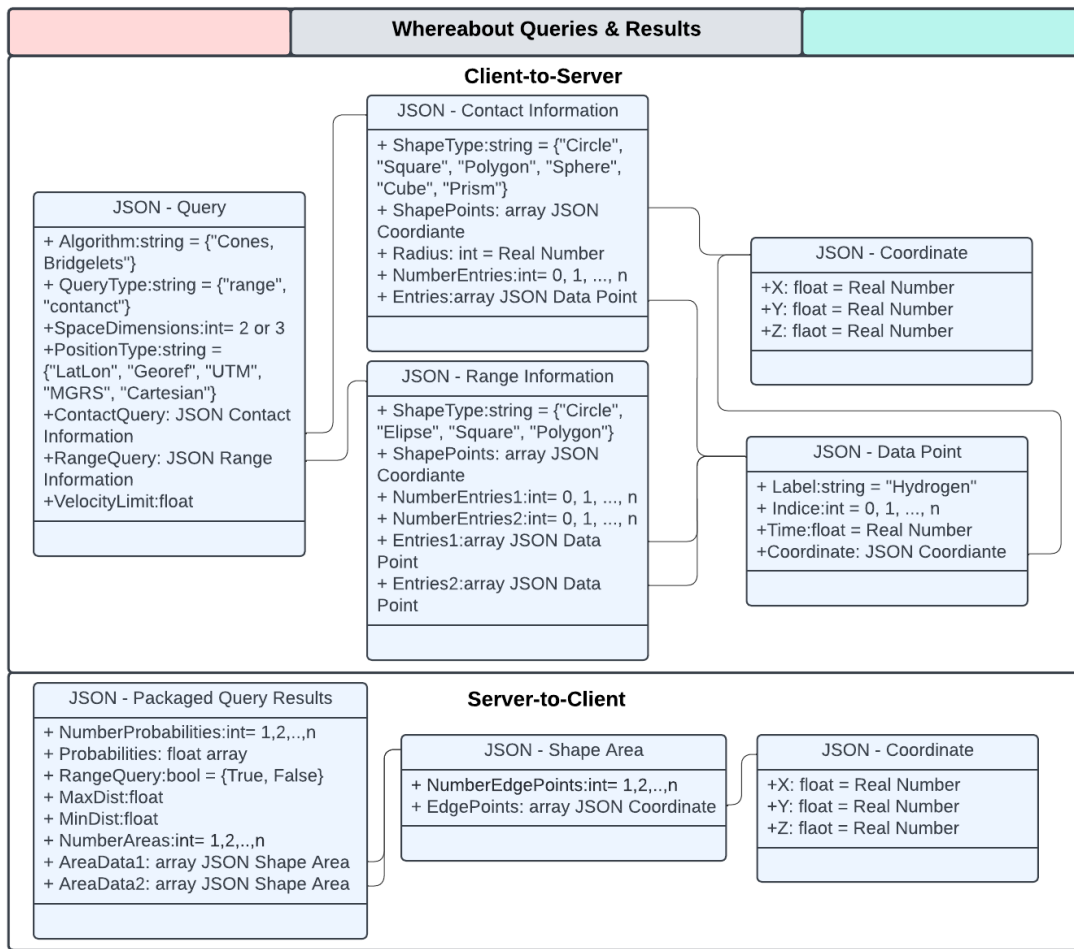 Whereabout Queries & Results
Client-to-Server
JSON - Query
+ Algorithm:string = {"Cones,
Bridgelets"}
+ QueryType:string = {"range",
"contanct"}
+SpaceDimensions:int= 2 or 3
+PositionType:string =
{"LatLon", "Georef", "UTM",
"MGRS", "Cartesian"}
+ContactQuery: JSON Contact
Information
+RangeQuery: JSON Range
Information
+VelocityLimit:float
JSON - Contact Information
+ ShapeType:string = {"Circle",
"Square", "Polygon", "Sphere",
"Cube", "Prism"}
+ ShapePoints: array JSON
Coordiante
+ Radius: int = Real Number
+ NumberEntries:int= 0, 1, ..., n
+ Entries:array JSON Data Point
JSON - Range Information
+ ShapeType:string = {"Circle",
"Elipse", "Square", "Polygon"}
+ ShapePoints: array JSON
Coordiante
+ NumberEntries1:int= 0, 1, ..., n
+ NumberEntries2:int= 0, 1, ..., n
+ Entries1:array JSON Data
Point
+ Entries2:array JSON Data
Point
JSON - Coordinate
+X: float = Real Number
+Y: float = Real Number
+Z: flaot = Real Number
JSON - Data Point
+ Label:string = "Hydrogen"
+ Indice:int = 0, 1, ..., n
+Time:float = Real Number
+Coordinate: JSON Coordiante
Server-to-Client
JSON - Packaged Query Results
+ NumberProbabilities:int= 1,2,..,n
+ Probabilities: float array
+ RangeQuery:bool = {True, False}
+ MaxDist:float
+ MinDist:float
+ NumberAreas:int= 1,2,..,n
+ AreaData1: array JSON Shape Area
+ AreaData2: array JSON Shape Area
JSON - Shape Area
+ NumberEdgePoints:int= 1,2,..,n
+ EdgePoints: array JSON Coordinate
JSON - Coordinate
+X: float = Real Number
+Y: float = Real Number
+Z: flaot = Real Number